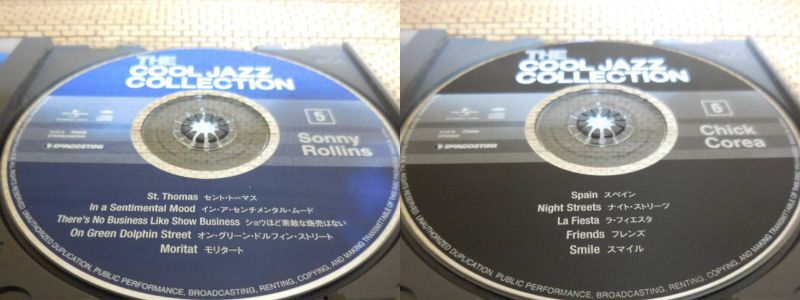 THE
COOL JAZZ
COLLECTION
5
Sonny
Rollins
DeAGOSTINI
St. Thomas セント・トーマス
In a Sentimental Mood イン・ア・センチメンタル・ムード
There's No Business Like Show Business ショウほど素敵な商売はない
On Green Dolphin Street オン・グリーン・ドルフィン・ストリート
Moritat モリタート
UNAUTHORIZED DUPLICATION, PUBLIC PERFORMANCE, BROADCASTING, RENTING, COPYING, AND MAKING TRANSMITTABLE OF THIS DISC
THE
COOL JAZZ
COLLECTION
6
Chick
Corea
DeAGOSTINI
Spain スペイン
Night Streets ナイト・ストリーツ
La Fiesta ラ・フィエスタ
Friends フレンズ
Smile スマイル
UNAUTHORIZED DUPLICATION, PUBLIC PERFORMANCE, BROADCASTING, RENTING, COPYING, AND MAKING TRANSMITTABLE OF THIS DISC